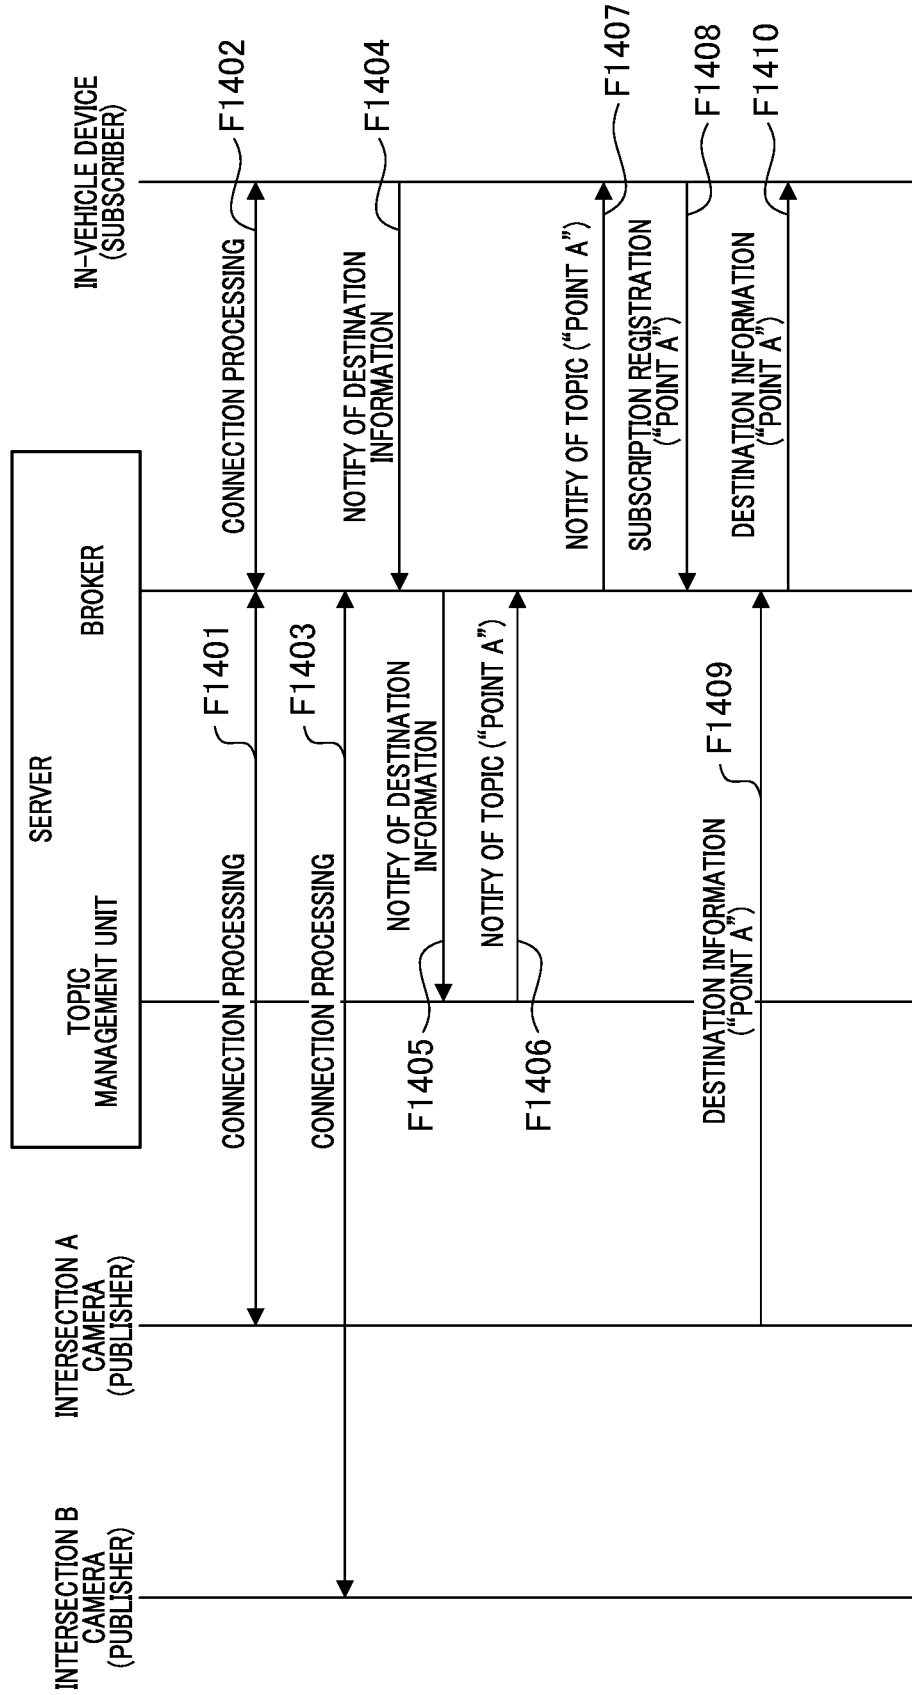 INTERSECTION B
CAMERA
(PUBLISHER)
INTERSECTION A
CAMERA
(PUBLISHER)
SERVER
TOPIC
MANAGEMENT UNIT
BROKER
IN-VEHICLE DEVICE
(SUBSCRIBER)
CONNECTION PROCESSING
F1401
CONNECTION PROCESSING
F1402
CONNECTION PROCESSING
F1403
NOTIFY OF DESTINATION
INFORMATION
F1404
F1405
NOTIFY OF DESTINATION
INFORMATION
F1406
NOTIFY OF TOPIC (“POINT A”)
NOTIFY OF TOPIC (“POINT A”)
F1407
SUBSCRIPTION REGISTRATION
(“POINT A”)
F1408
DESTINATION INFORMATION
(“POINT A”)
F1409
DESTINATION INFORMATION
(“POINT A”)
F1410